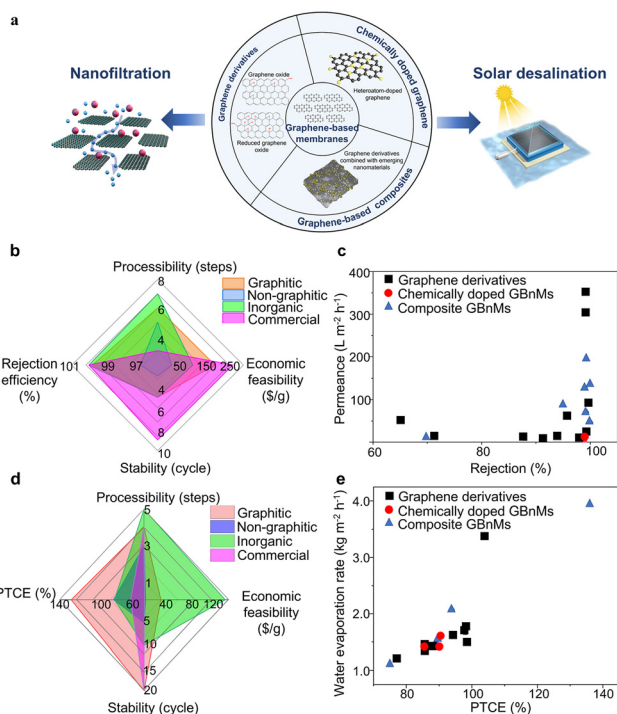 a
Nanofiltration
Graphene derivatives
Graphene oxide
Reduced graphene
oxide
Chemically doped graphene
Heteroatom-doped
graphene
Graphene-based
membranes
Graphene derivatives
combined with emerging
nanomaterials
Graphene-based composites
Solar desalination
b
Processibility (steps)
8
6
4
Graphitic
Non-graphitic
Inorganic
Commercial
Rejection
efficiency
(%)
101 99 97
50 150 250
Economic
feasibility
($/g)
4
6
8
10
Stability (cycle)
c
Graphene derivatives
Chemically doped GBnMs
Composite GBnMs
Permeance (L m⁻² h⁻¹)
400
300
200
100
60 80 100
Rejection (%)
d
Processibility (steps)
5
3
1
Graphitic
Non-graphitic
Inorganic
Commercial
PTCE (%)
140 100 60
40 80 120
Economic
feasibility
($/g)
5
10
15
20
Stability (cycle)
e
Graphene derivatives
Chemically doped GBnMs
Composite GBnMs
Water evaporation rate (kg m⁻² h⁻¹)
4.0
3.0
2.0
1.0
80 100 120 140
PTCE (%)